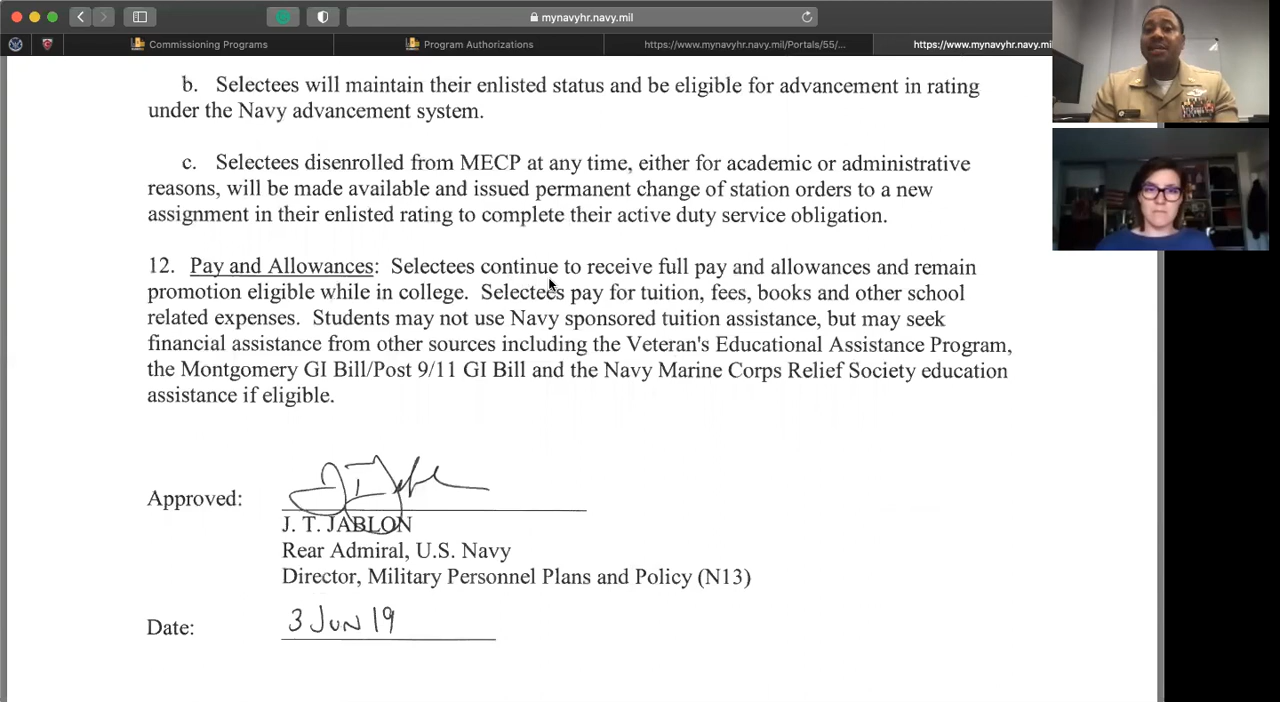 mynavyhr.navy.mil
Commissioning Programs
Program Authorizations
https://www.mynavyhr.navy.mil/Portals/55/...
https://www.mynavyhr.navy.mil
b. Selectees will maintain their enlisted status and be eligible for advancement in rating
under the Navy advancement system.
c. Selectees disenrolled from MECP at any time, either for academic or administrative
reasons, will be made available and issued permanent change of station orders to a new
assignment in their enlisted rating to complete their active duty service obligation.
12. Pay and Allowances: Selectees continue to receive full pay and allowances and remain
promotion eligible while in college. Selectees pay for tuition, fees, books and other school
related expenses. Students may not use Navy sponsored tuition assistance, but may seek
financial assistance from other sources including the Veteran's Educational Assistance Program,
the Montgomery GI Bill/Post 9/11 GI Bill and the Navy Marine Corps Relief Society education
assistance if eligible.
Approved:
J. T. JABLON
Rear Admiral, U.S. Navy
Director, Military Personnel Plans and Policy (N13)
Date: 3 JUN 19